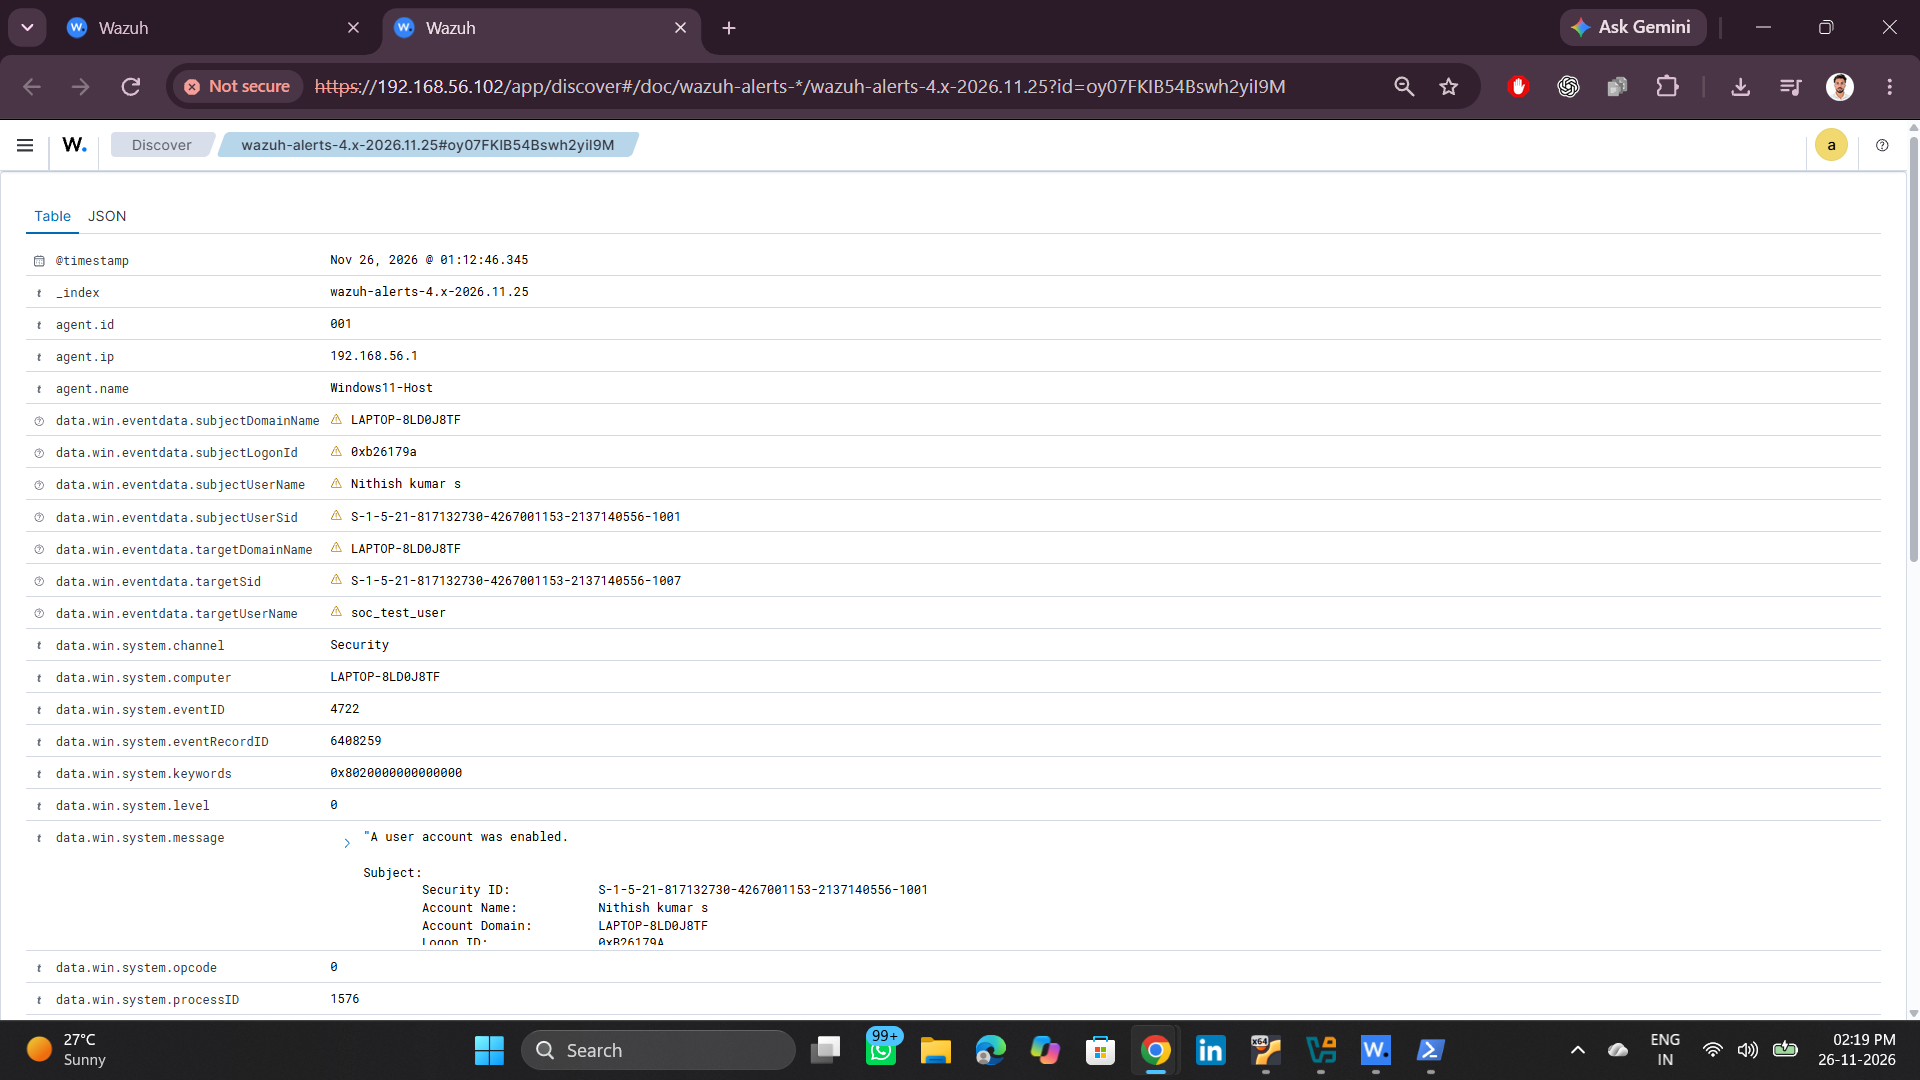 Wazuh
Wazuh
Ask Gemini
Not secure
https://192.168.56.102/app/discover#/doc/wazuh-alerts-*/wazuh-alerts-4.x-2026.11.25?id=oy07FKIB54Bswh2yiI9M
W.
Discover
wazuh-alerts-4.x-2026.11.25#oy07FKIB54Bswh2yiI9M
a
Table JSON
@timestamp Nov 26, 2026 @ 01:12:46.345
t _index wazuh-alerts-4.x-2026.11.25
t agent.id 001
t agent.ip 192.168.56.1
t agent.name Windows11-Host
data.win.eventdata.subjectDomainName LAPTOP-8LD0J8TF
data.win.eventdata.subjectLogonId 0xb26179a
data.win.eventdata.subjectUserName Nithish kumar s
data.win.eventdata.subjectUserSid S-1-5-21-817132730-4267001153-2137140556-1001
data.win.eventdata.targetDomainName LAPTOP-8LD0J8TF
data.win.eventdata.targetSid S-1-5-21-817132730-4267001153-2137140556-1007
data.win.eventdata.targetUserName soc_test_user
t data.win.system.channel Security
t data.win.system.computer LAPTOP-8LD0J8TF
t data.win.system.eventID 4722
t data.win.system.eventRecordID 6408259
t data.win.system.keywords 0x8020000000000000
t data.win.system.level 0
t data.win.system.message "A user account was enabled.
Subject:
Security ID: S-1-5-21-817132730-4267001153-2137140556-1001
Account Name: Nithish kumar s
Account Domain: LAPTOP-8LD0J8TF
Logon ID: 0xB26179A
t data.win.system.opcode 0
t data.win.system.processID 1576
27°C
Sunny
Search
99+
ENG
IN
02:19 PM
26-11-2026